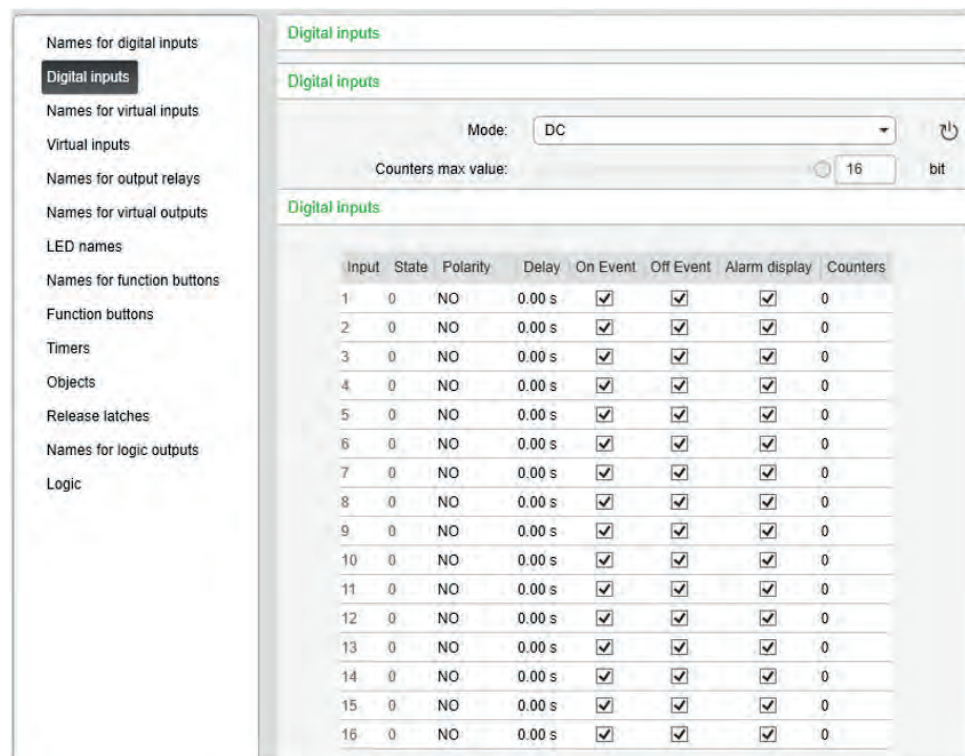 Names for digital inputs
Digital inputs
Names for virtual inputs
Virtual inputs
Names for output relays
Names for virtual outputs
LED names
Names for function buttons
Function buttons
Timers
Objects
Release latches
Names for logic outputs
Logic
Digital inputs
Digital inputs
Mode: DC
Counters max value: 16 bit
Digital inputs
Input State Polarity Delay On Event Off Event Alarm display Counters
1 0 NO 0.00 s 0
2 0 NO 0.00 s 0
3 0 NO 0.00 s 0
4 0 NO 0.00 s 0
5 0 NO 0.00 s 0
6 0 NO 0.00 s 0
7 0 NO 0.00 s 0
8 0 NO 0.00 s 0
9 0 NO 0.00 s 0
10 0 NO 0.00 s 0
11 0 NO 0.00 s 0
12 0 NO 0.00 s 0
13 0 NO 0.00 s 0
14 0 NO 0.00 s 0
15 0 NO 0.00 s 0
16 0 NO 0.00 s 0